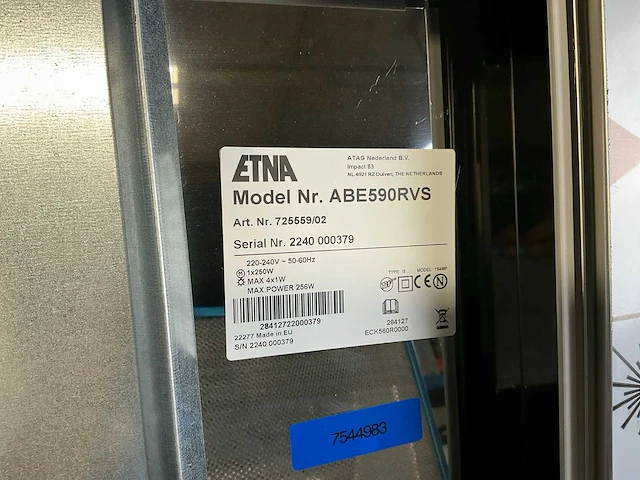 ETNA
ATAG Nederland B.V.
Impact 83
NL-6921 RZ Duiven, THE NETHERLANDS
Model Nr. ABE590RVS
Art. Nr. 725559/02
Serial Nr. 2240 000379
220-240V ~ 50-60Hz
M 1x250W
MAX 4x1W
MAX.POWER 256W
TYPE MODEL:
CE N
28412722000379
22277 Made in EU
S/N 2240 000379
284127
ECK560R0000
7544983